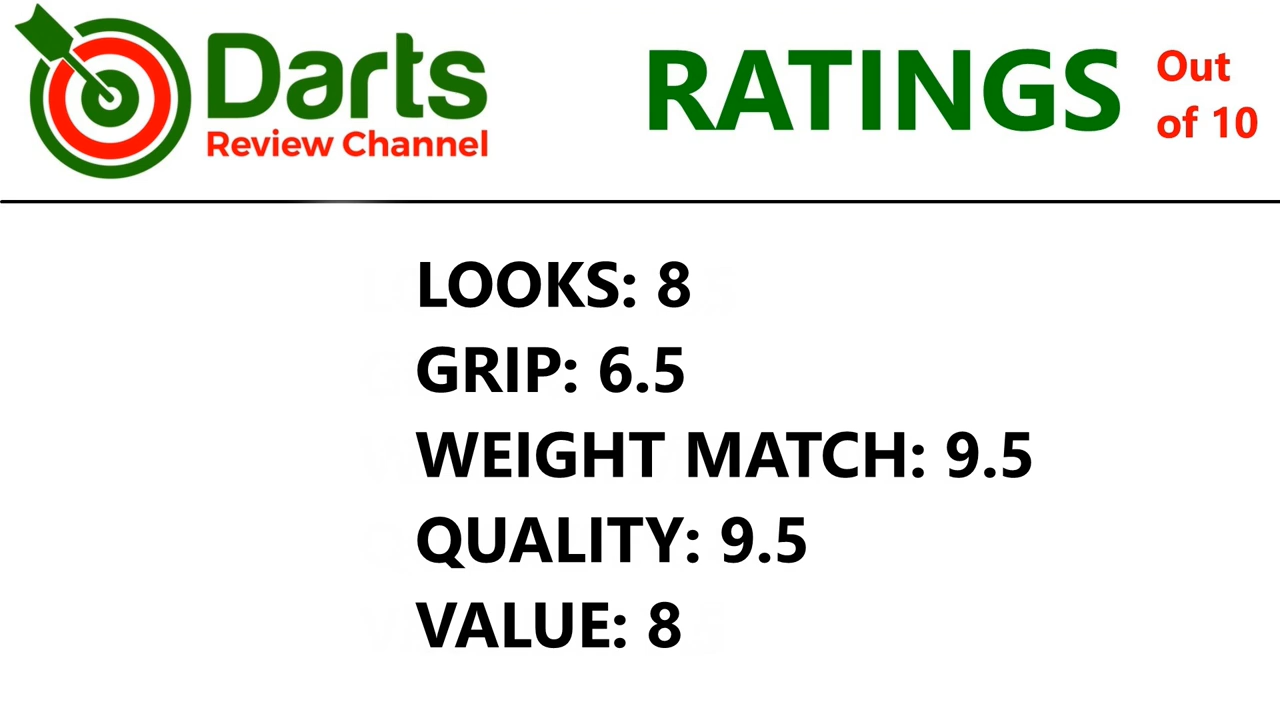 Darts
Review Channel
RATINGS
Out
of 10
LOOKS: 8
GRIP: 6.5
WEIGHT MATCH: 9.5
QUALITY: 9.5
VALUE: 8